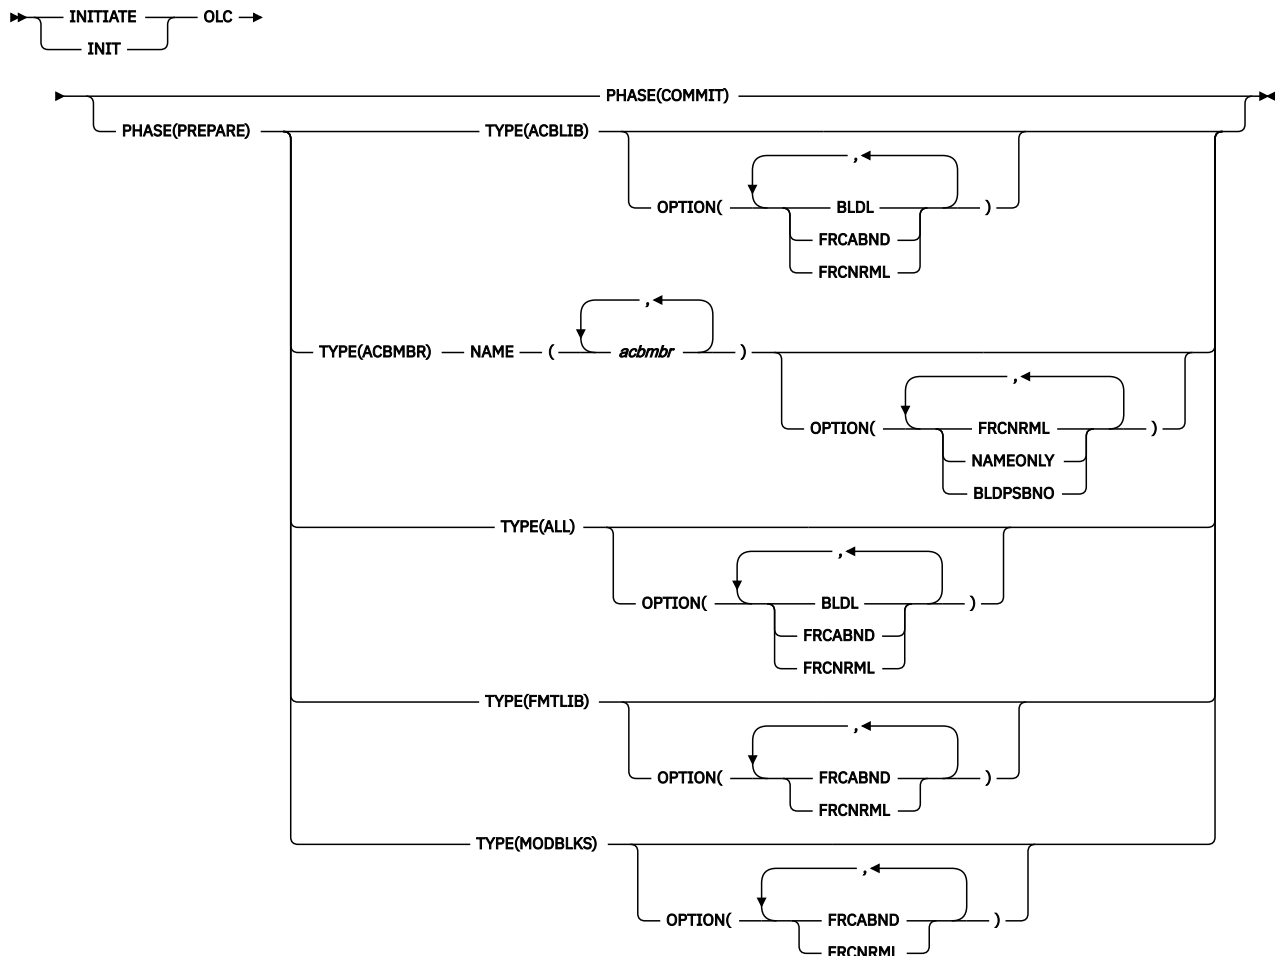 INITIATE OLC
INIT
PHASE(COMMIT)
PHASE(PREPARE) TYPE(ACBLIB)
,
OPTION( BLDL )
FRCABND
FRCNRML
,
TYPE(ACBMBR) NAME ( acbmbr )
,
OPTION( FRCNRML )
NAMEONLY
BLDPSBNO
TYPE(ALL)
,
OPTION( BLDL )
FRCABND
FRCNRML
TYPE(FMTLIB)
,
OPTION( FRCABND )
FRCNRML
TYPE(MODBLKS)
,
OPTION( FRCABND )
FRCNRML